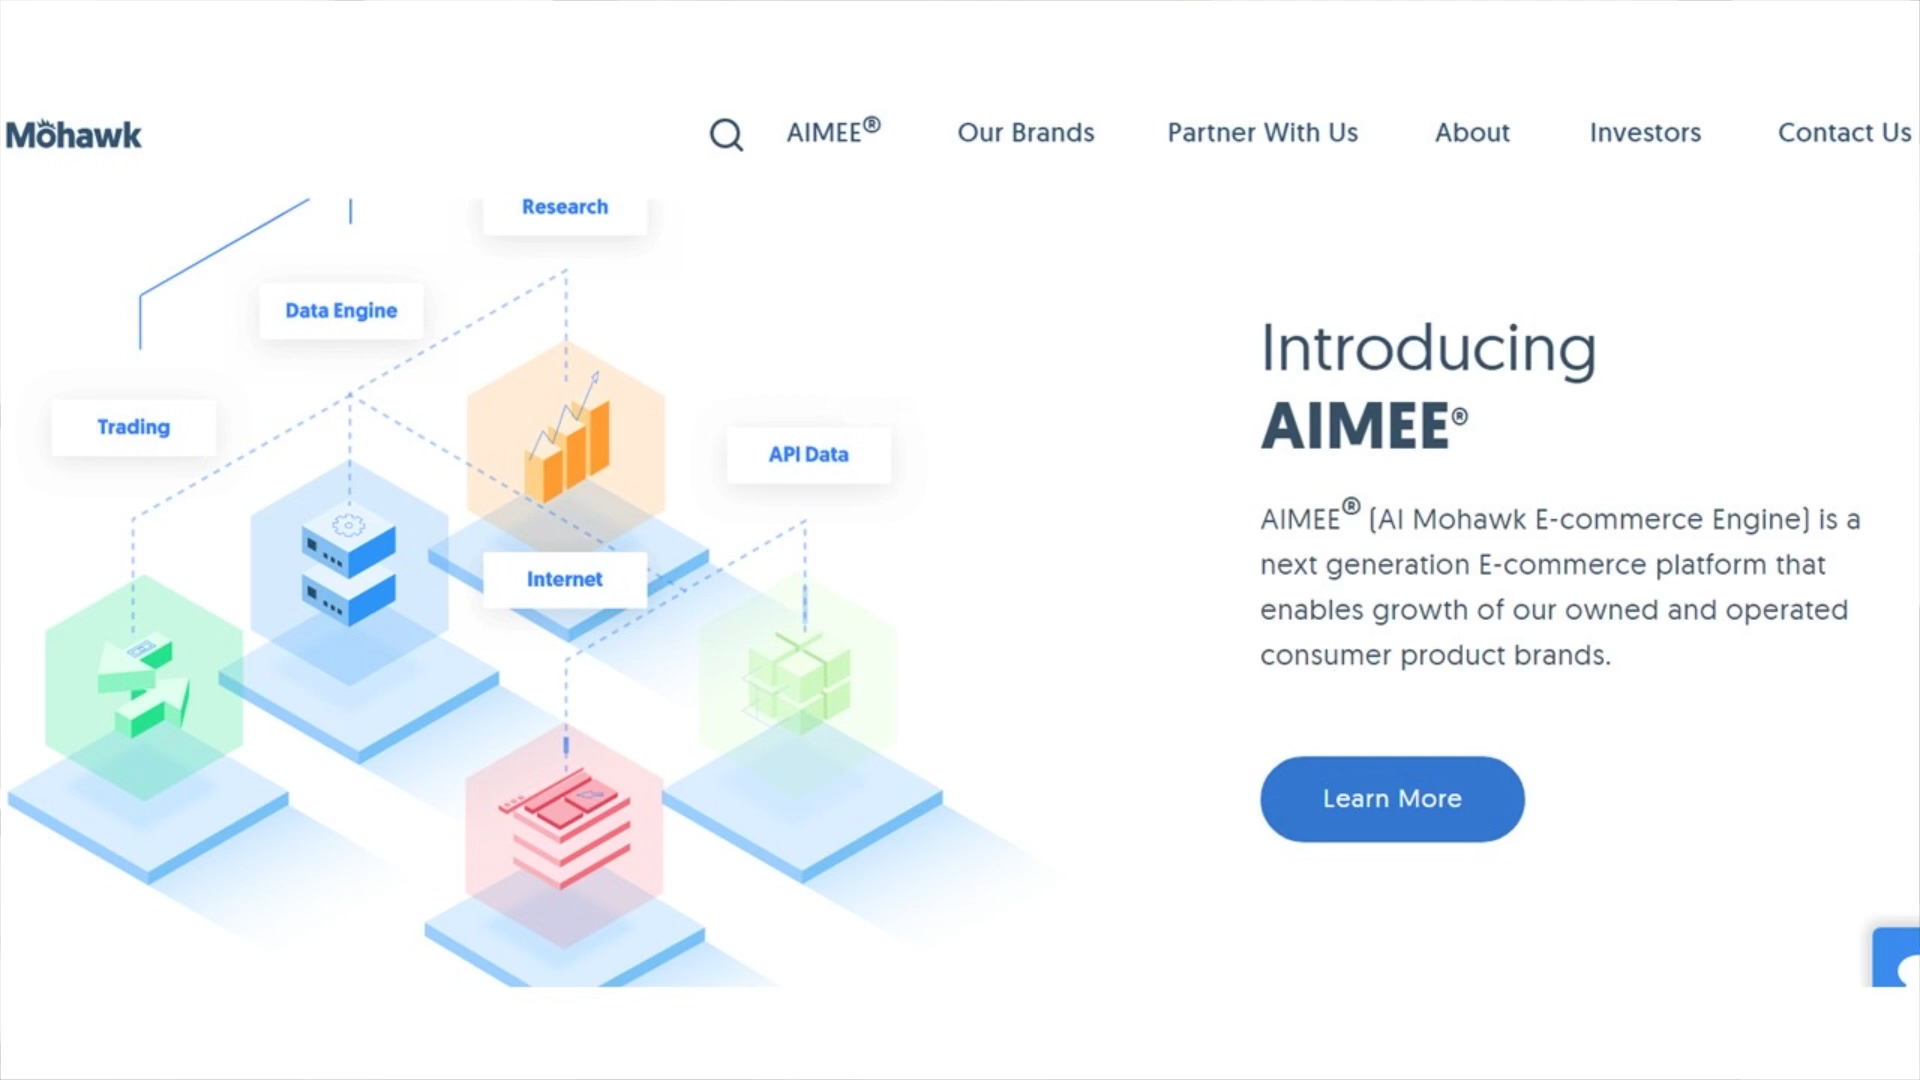 Mohawk
AIMEE® Our Brands Partner With Us About Investors Contact Us
Research
Data Engine
Trading
API Data
Internet
Introducing
AIMEE®
AIMEE® (AI Mohawk E-commerce Engine) is a
next generation E-commerce platform that
enables growth of our owned and operated
consumer product brands.
Learn More